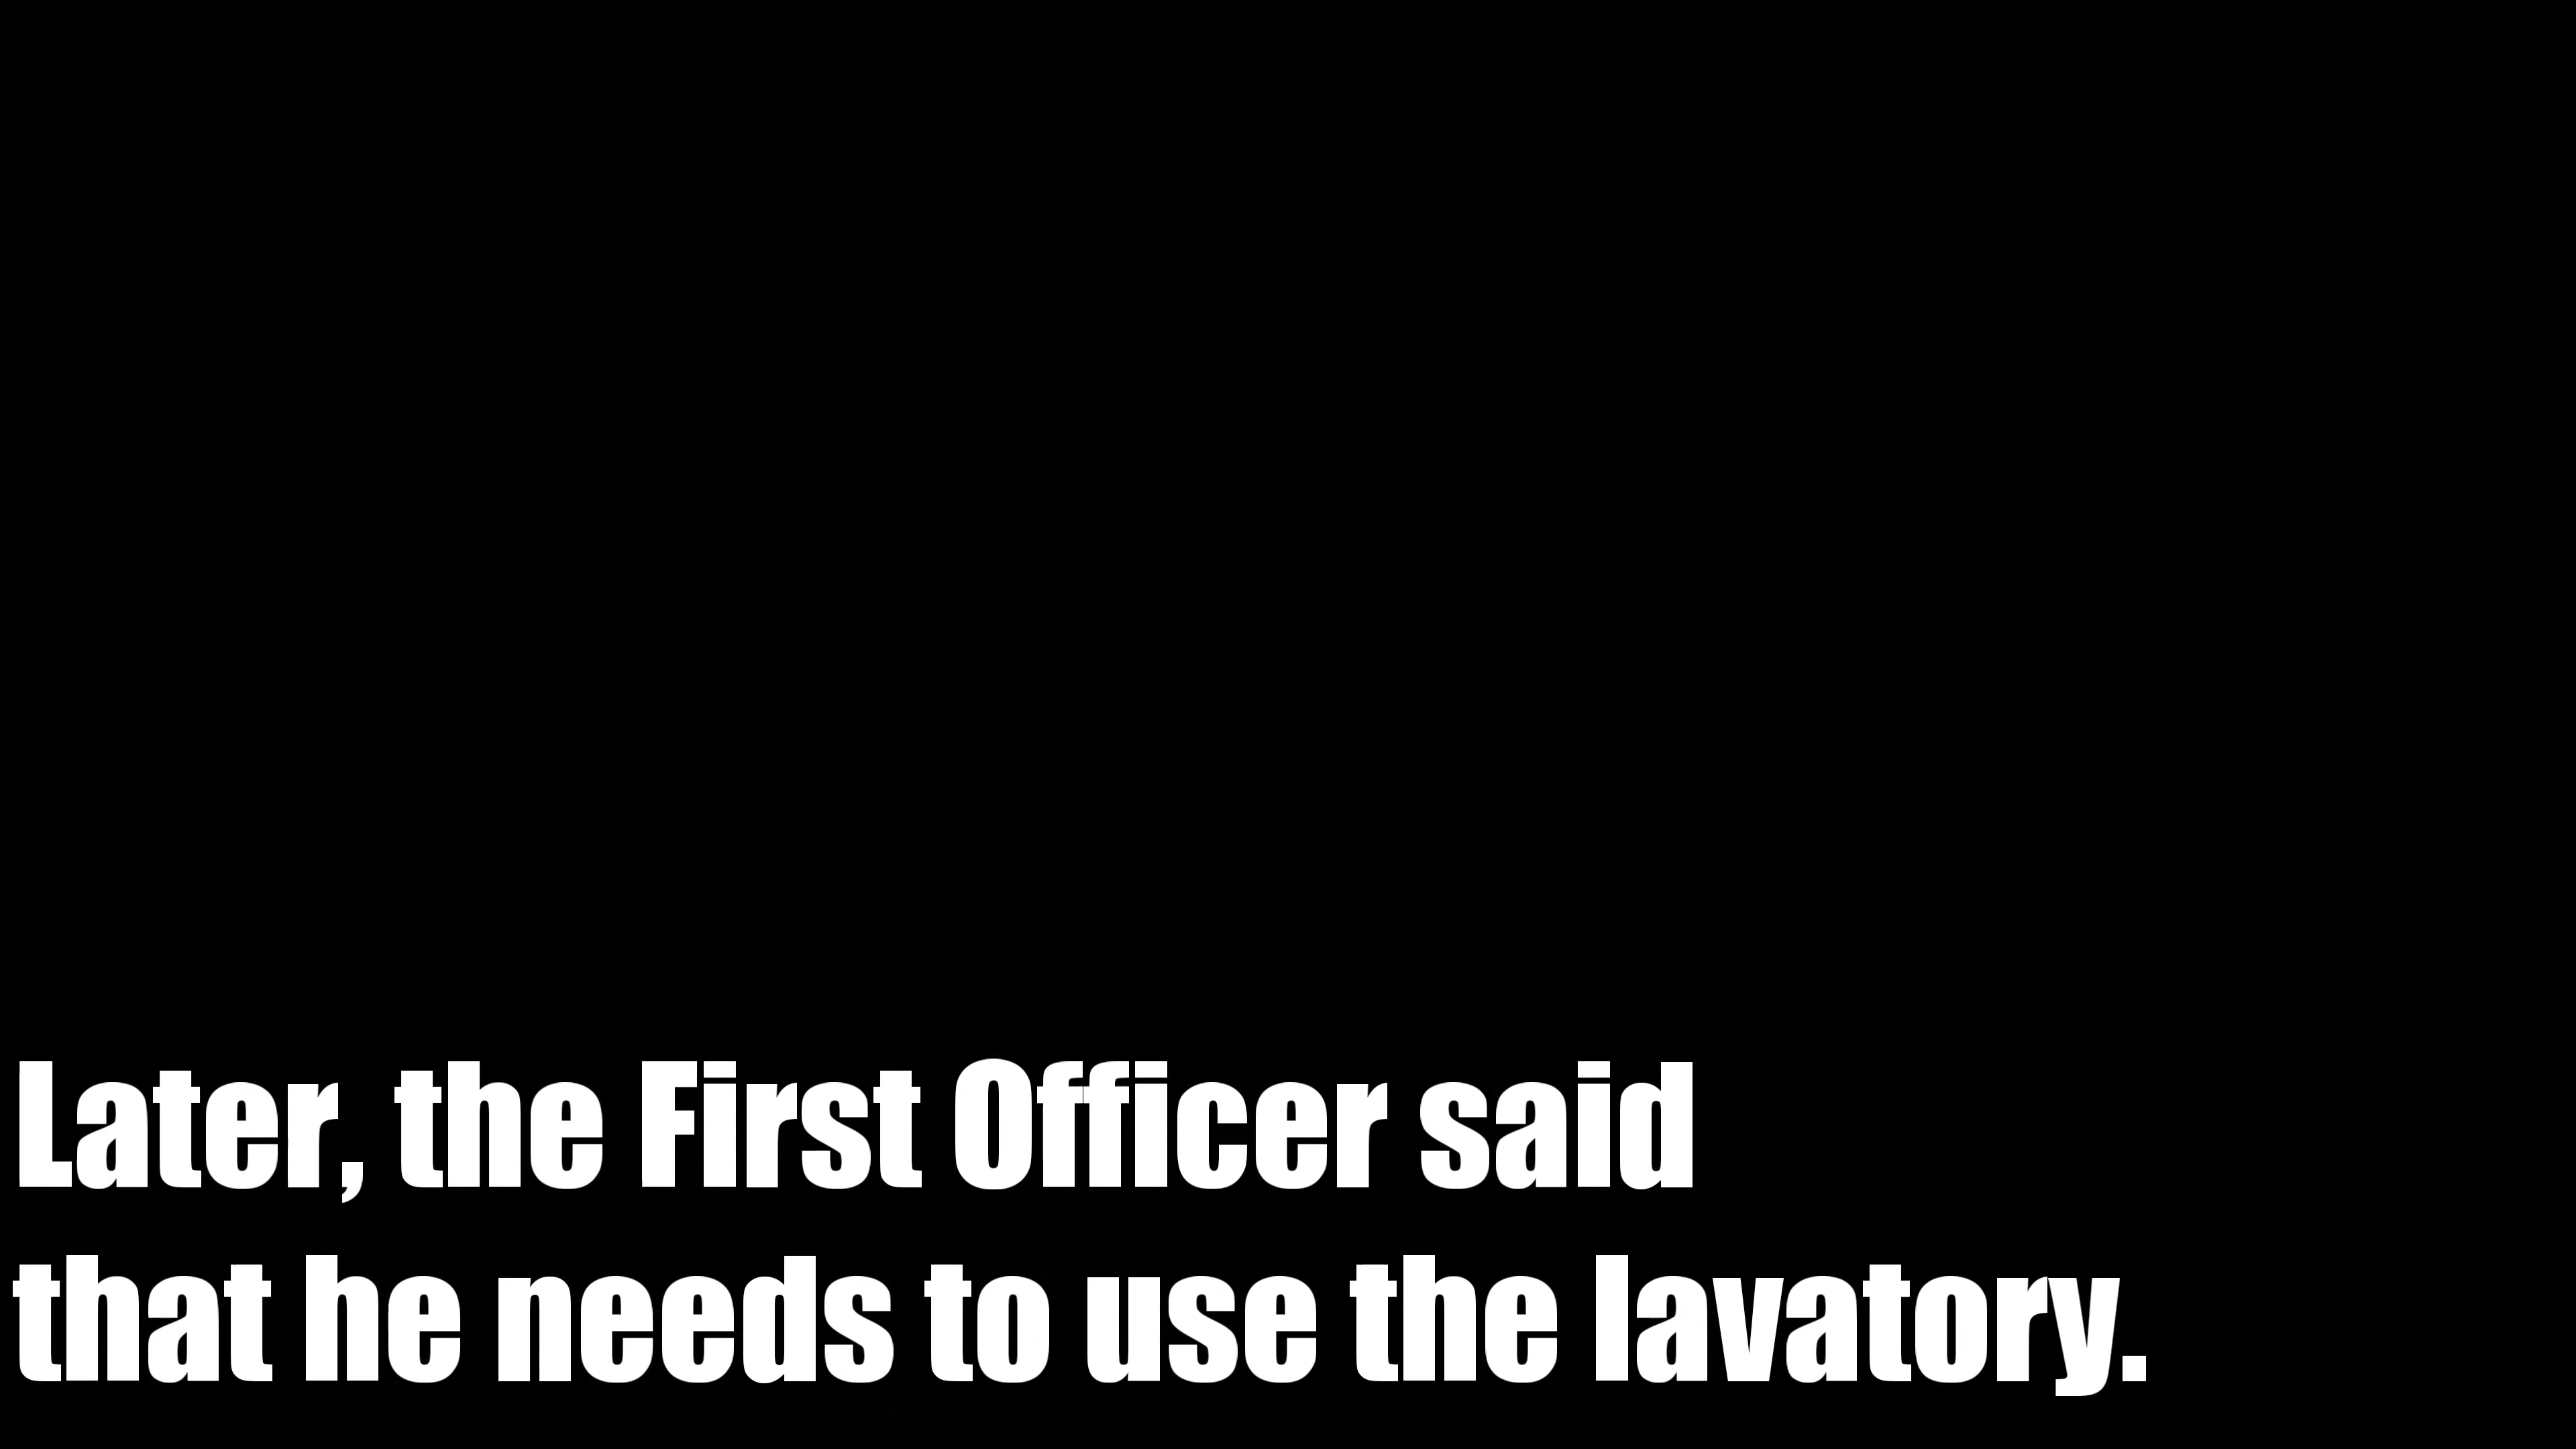 Later, the First Officer said
that he needs to use the lavatory.